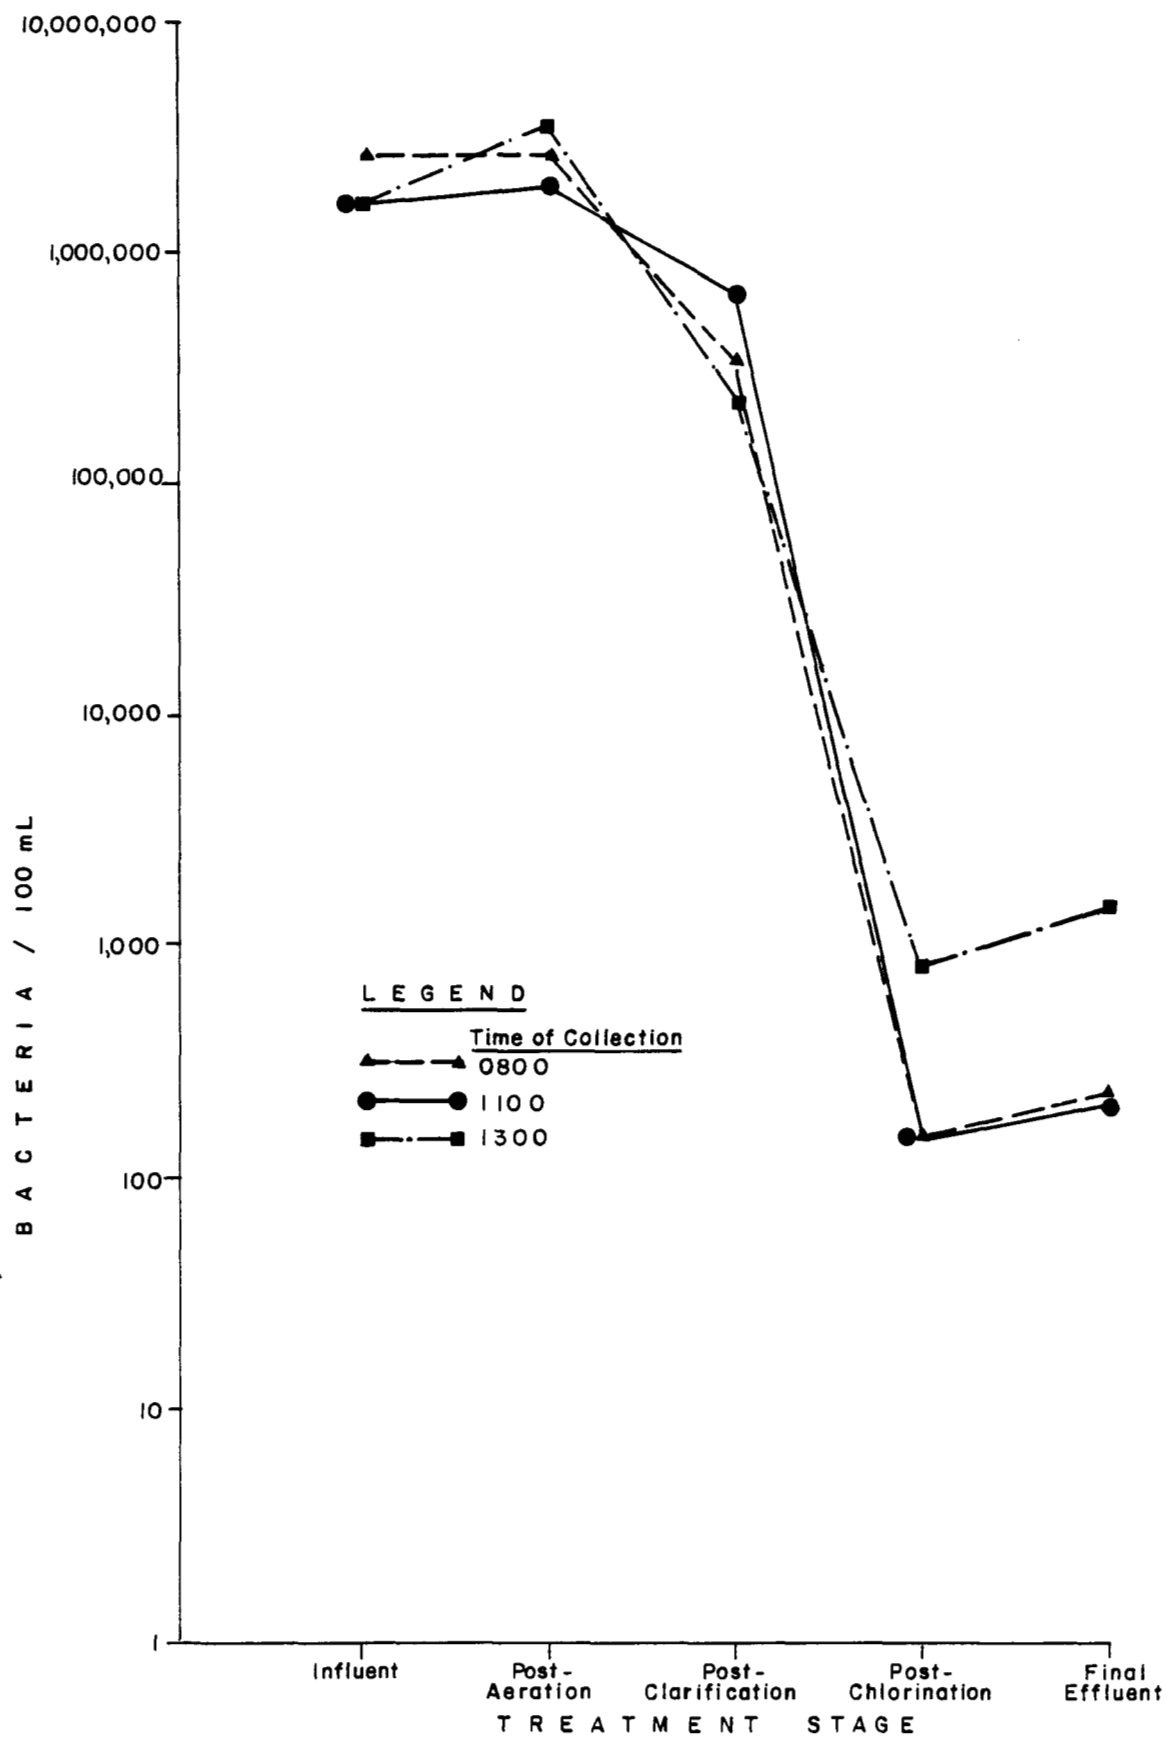 10,000,000
1,000,000
100,000
10,000
1,000
100
10
1
BACTERIA / 100 mL
LEGEND
Time of Collection
0800
1100
1300
Influent
Post-
Aeration
Post-
Clarification
Post-
Chlorination
Final
Effluent
TREATMENT STAGE